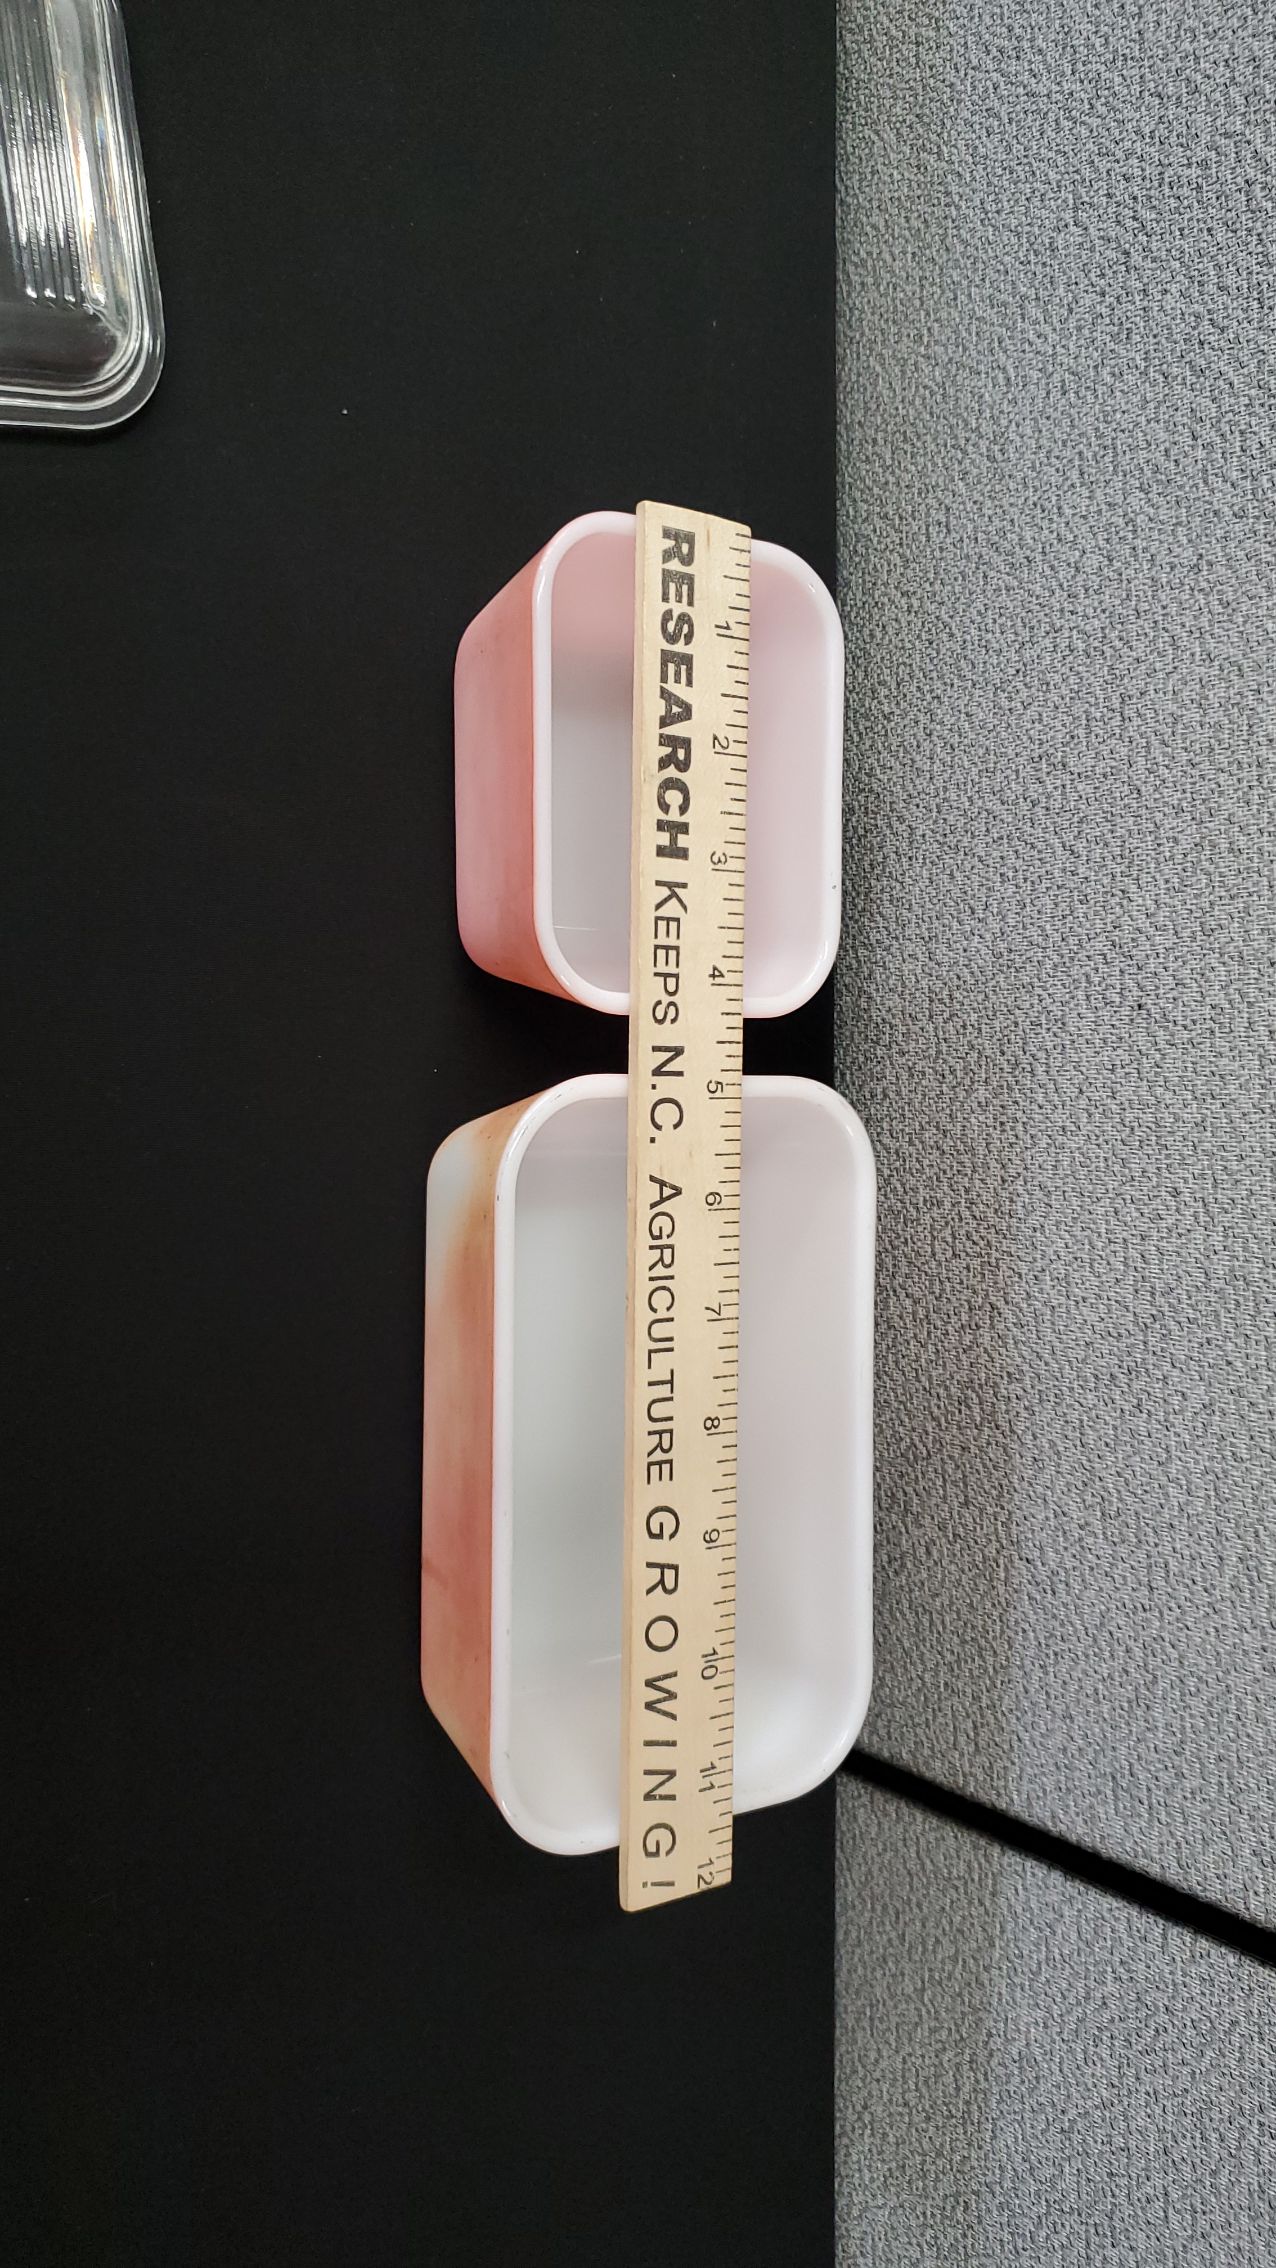 1 2 3 4 5 6 7 8 9 10 11 12
RESEARCH KEEPS N.C. AGRICULTURE GROWING!